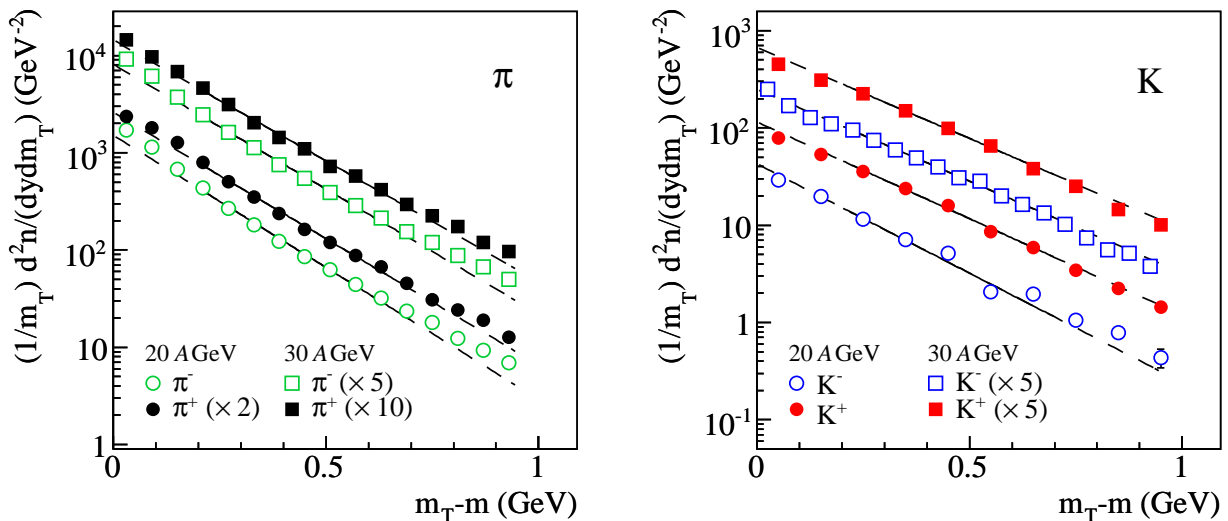 (1/m_T) d²n/(dydm_T) (GeV⁻²)
10⁴
10³
10²
10
1
π
20 A GeV 30 A GeV
π⁻ π⁻ (× 5)
π⁺ (× 2) π⁺ (× 10)
0 0.5 1
m_T-m (GeV)
(1/m_T) d²n/(dydm_T) (GeV⁻²)
10³
10²
10
1
10⁻¹
K
20 A GeV 30 A GeV
K⁻ K⁻ (× 5)
K⁺ K⁺ (× 5)
0 0.5 1
m_T-m (GeV)